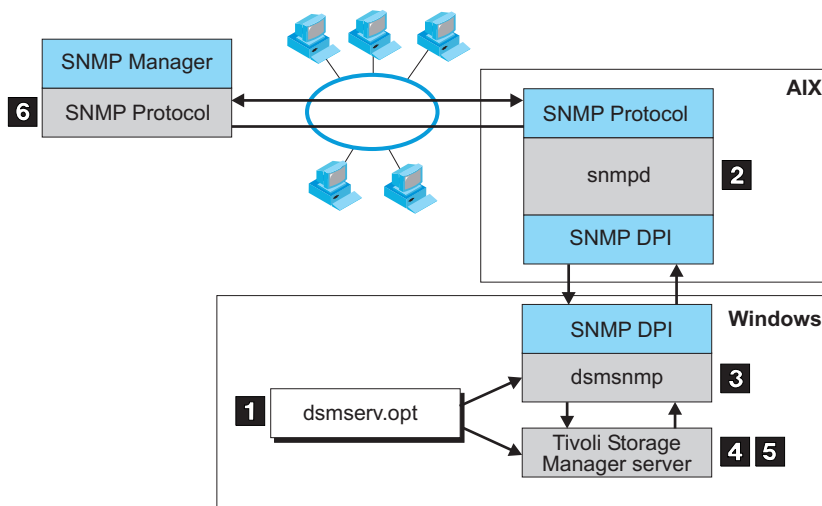 SNMP Manager
6
SNMP Protocol
AIX
SNMP Protocol
snmpd
2
SNMP DPI
Windows
SNMP DPI
dsmsnmp
3
1
dsmserv.opt
Tivoli Storage
Manager server
4 5